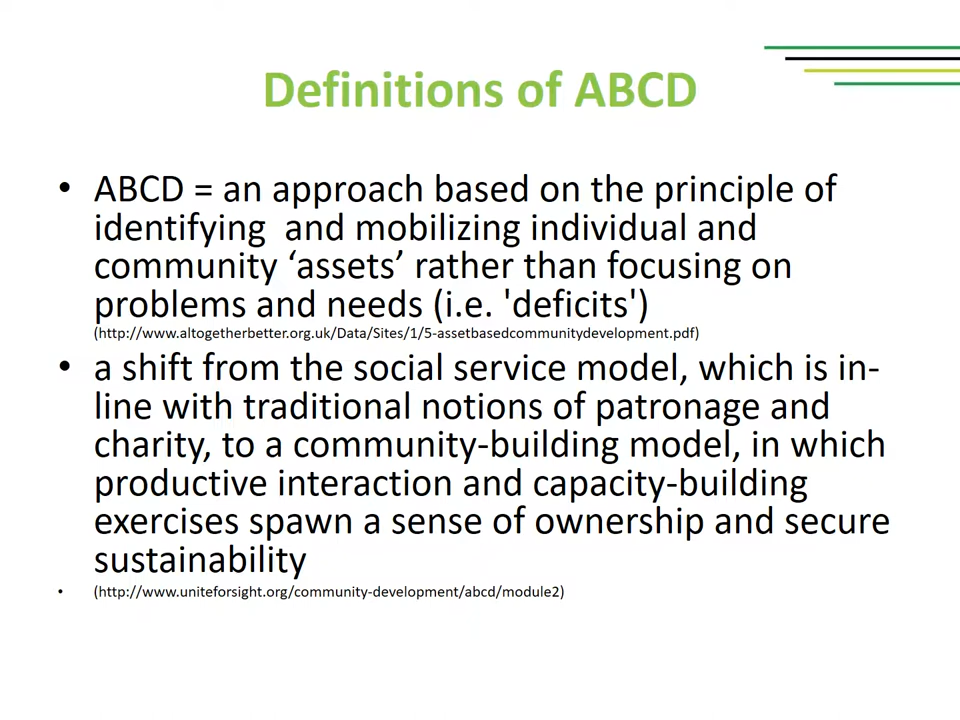 Definitions of ABCD
• ABCD = an approach based on the principle of
identifying  and mobilizing individual and
community ‘assets’ rather than focusing on
problems and needs (i.e. 'deficits')
(http://www.altogetherbetter.org.uk/Data/Sites/1/5-assetbasedcommunitydevelopment.pdf)
• a shift from the social service model, which is in-
line with traditional notions of patronage and
charity, to a community-building model, in which
productive interaction and capacity-building
exercises spawn a sense of ownership and secure
sustainability
• (http://www.uniteforsight.org/community-development/abcd/module2)